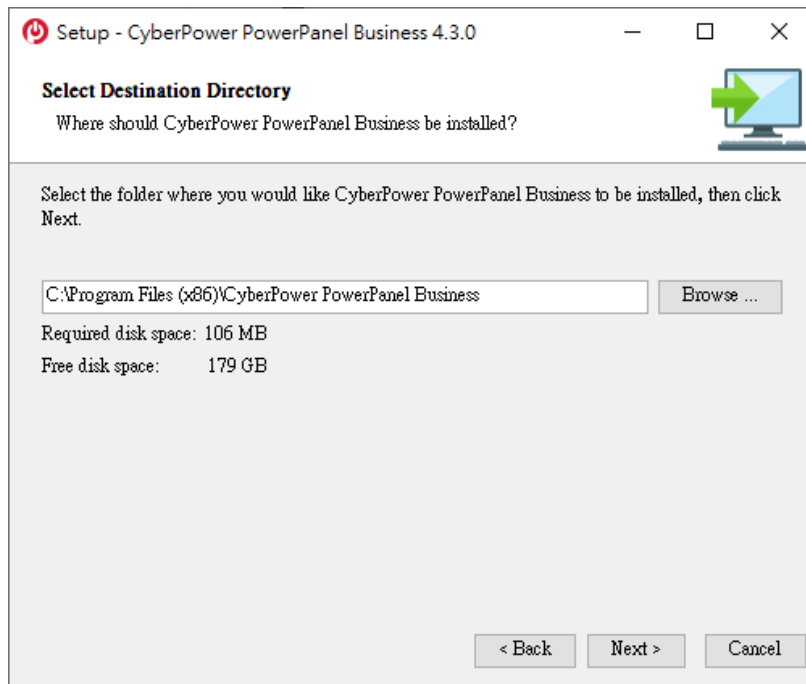 Setup - CyberPower PowerPanel Business 4.3.0
Select Destination Directory
Where should CyberPower PowerPanel Business be installed?
Select the folder where you would like CyberPower PowerPanel Business to be installed, then click
Next.
C:\Program Files (x86)\CyberPower PowerPanel Business
Browse ...
Required disk space: 106 MB
Free disk space: 179 GB
< Back Next > Cancel